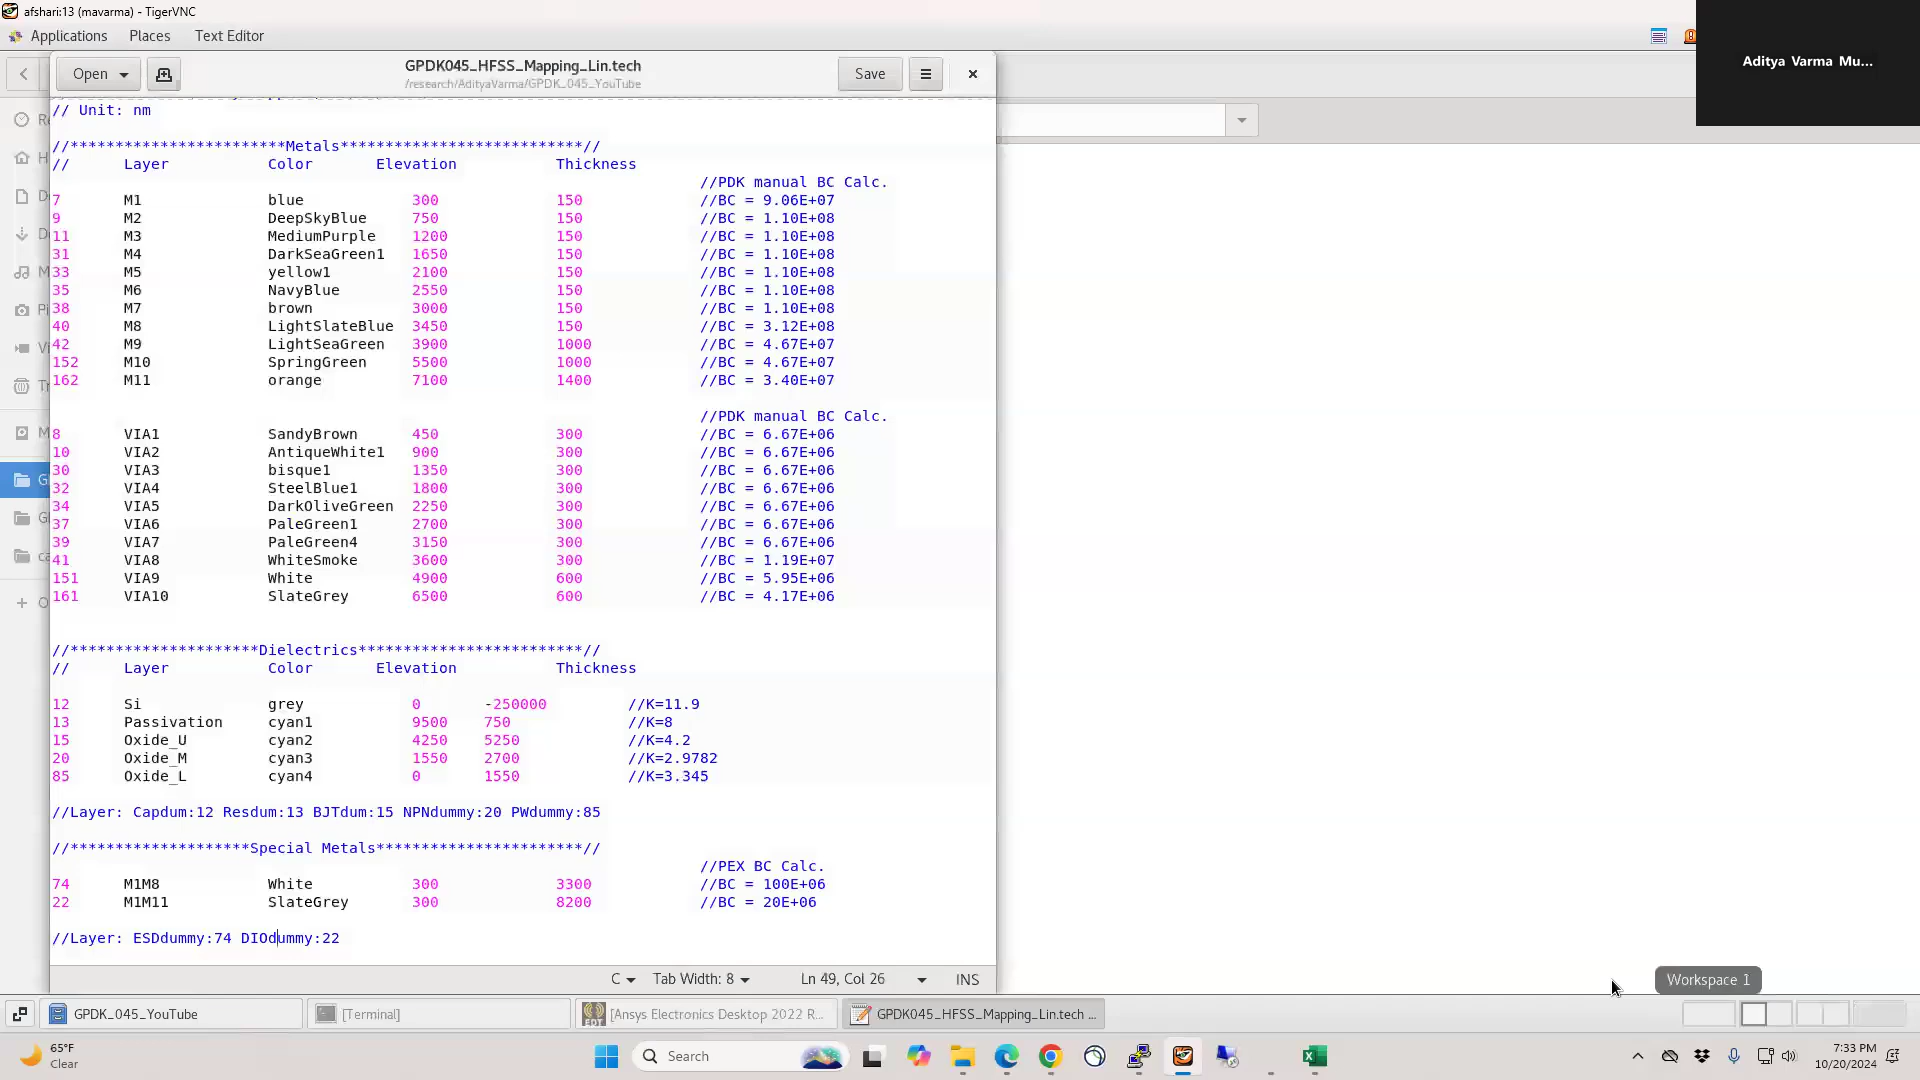 afshari:13 (mavarma) - TigerVNC
Applications Places Text Editor
Aditya Varma Mu...
Open
GPDK045_HFSS_Mapping_Lin.tech
/research/AdityaVarma/GPDK_045_YouTube
Save
// Unit: nm
//************************Metals***************************//
// Layer Color Elevation Thickness
//PDK manual BC Calc.
7 M1 blue 300 150 //BC = 9.06E+07
9 M2 DeepSkyBlue 750 150 //BC = 1.10E+08
11 M3 MediumPurple 1200 150 //BC = 1.10E+08
31 M4 DarkSeaGreen1 1650 150 //BC = 1.10E+08
33 M5 yellow1 2100 150 //BC = 1.10E+08
35 M6 NavyBlue 2550 150 //BC = 1.10E+08
38 M7 brown 3000 150 //BC = 1.10E+08
40 M8 LightSlateBlue 3450 150 //BC = 3.12E+08
42 M9 LightSeaGreen 3900 1000 //BC = 4.67E+07
152 M10 SpringGreen 5500 1000 //BC = 4.67E+07
162 M11 orange 7100 1400 //BC = 3.40E+07
//PDK manual BC Calc.
8 VIA1 SandyBrown 450 300 //BC = 6.67E+06
10 VIA2 AntiqueWhite1 900 300 //BC = 6.67E+06
30 VIA3 bisque1 1350 300 //BC = 6.67E+06
32 VIA4 SteelBlue1 1800 300 //BC = 6.67E+06
34 VIA5 DarkOliveGreen 2250 300 //BC = 6.67E+06
37 VIA6 PaleGreen1 2700 300 //BC = 6.67E+06
39 VIA7 PaleGreen4 3150 300 //BC = 6.67E+06
41 VIA8 WhiteSmoke 3600 300 //BC = 1.19E+07
151 VIA9 White 4900 600 //BC = 5.95E+06
161 VIA10 SlateGrey 6500 600 //BC = 4.17E+06
//*********************Dielectrics*************************//
// Layer Color Elevation Thickness
12 Si grey 0 -250000 //K=11.9
13 Passivation cyan1 9500 750 //K=8
15 Oxide_U cyan2 4250 5250 //K=4.2
20 Oxide_M cyan3 1550 2700 //K=2.9782
85 Oxide_L cyan4 0 1550 //K=3.345
//Layer: Capdum:12 Resdum:13 BJTdum:15 NPNdummy:20 PWdummy:85
//********************Special Metals***********************//
//PEX BC Calc.
74 M1M8 White 300 3300 //BC = 100E+06
22 M1M11 SlateGrey 300 8200 //BC = 20E+06
//Layer: ESDdummy:74 DIOdummy:22
C Tab Width: 8 Ln 49, Col 26 INS
Workspace 1
GPDK_045_YouTube
[Terminal]
[Ansys Electronics Desktop 2022 R...
GPDK045_HFSS_Mapping_Lin.tech ...
65°F
Clear
Search
7:33 PM
10/20/2024